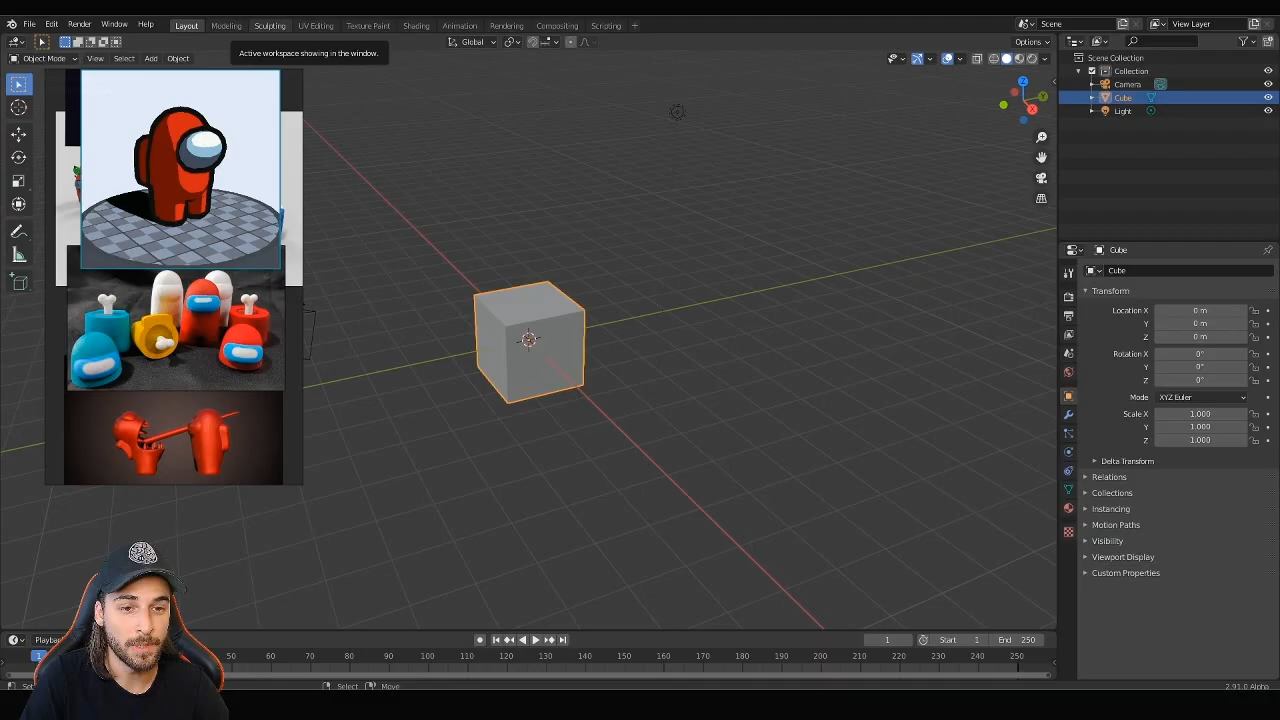 File Edit Render Window Help Layout Modeling Sculpting UV Editing Texture Paint Shading Animation Rendering Compositing Scripting + Scene View Layer
Global Options
Active workspace showing in the window.
Object Mode View Select Add Object
Scene Collection
Collection
Camera
Cube
Light
Cube
Cube
Transform
Location X 0 m
Y 0 m
Z 0 m
Rotation X 0°
Y 0°
Z 0°
Mode XYZ Euler
Scale X 1.000
Y 1.000
Z 1.000
Delta Transform
Relations
Collections
Instancing
Motion Paths
Visibility
Viewport Display
Custom Properties
Playback 1 Start 1 End 250
1 50 60 70 80 90 100 110 120 130 140 150 160 170 180 190 200 210 220 230 240 250
Select Move 2.91.0 Alpha